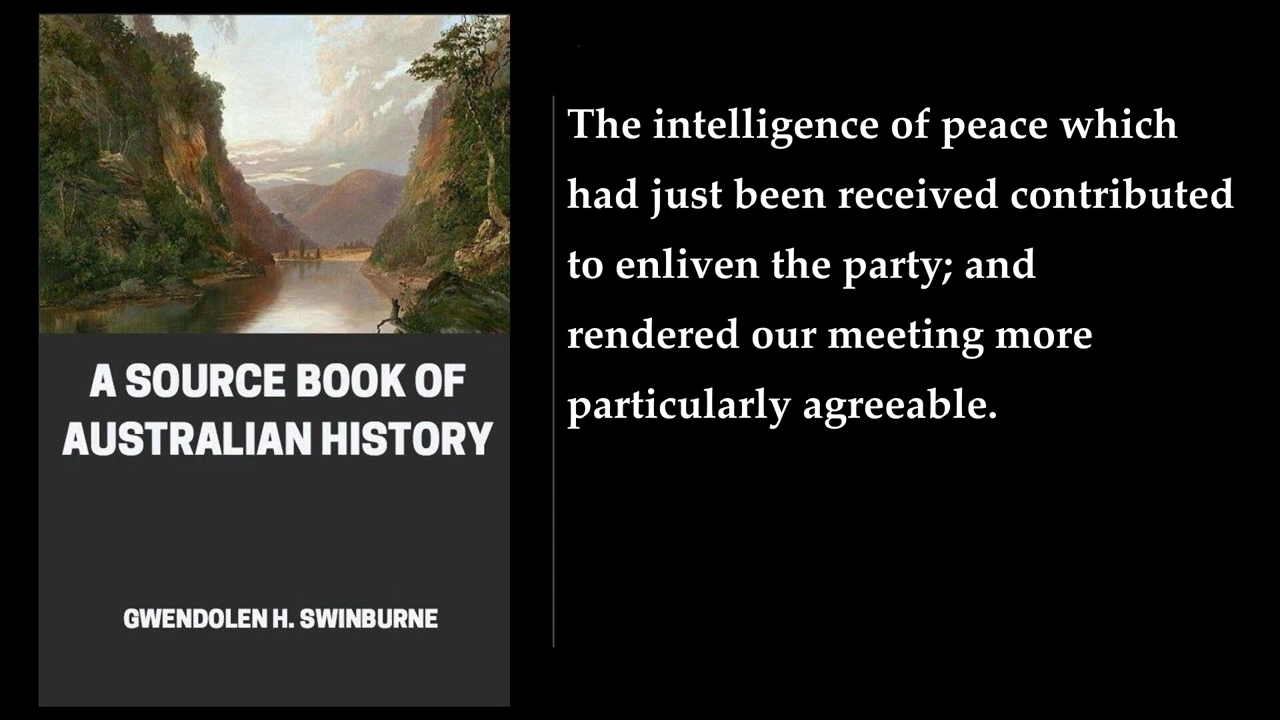 A SOURCE BOOK OF
AUSTRALIAN HISTORY
GWENDOLEN H. SWINBURNE
The intelligence of peace which
had just been received contributed
to enliven the party; and
rendered our meeting more
particularly agreeable.